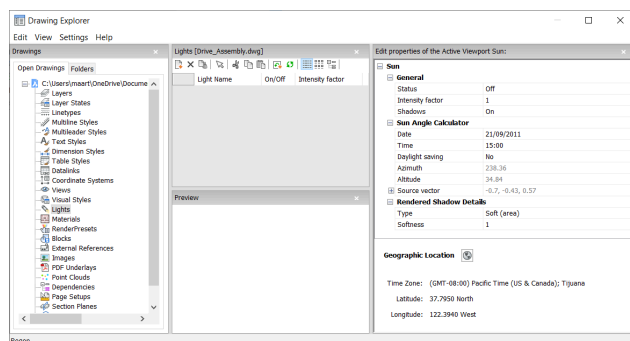 Drawing Explorer
Edit View Settings Help
Drawings
Open Drawings Folders
C:\Users\maart\OneDrive\Docume
Layers
Layer States
Linetypes
Multiline Styles
Multileader Styles
Text Styles
Dimension Styles
Table Styles
Datalinks
Coordinate Systems
Views
Visual Styles
Lights
Materials
RenderPresets
Blocks
External References
Images
PDF Underlays
Point Clouds
Dependencies
Page Setups
Section Planes
Lights [Drive_Assembly.dwg]
Light Name On/Off Intensity factor
Preview
Edit properties of the Active Viewport Sun:
Sun
General
Status Off
Intensity factor 1
Shadows On
Sun Angle Calculator
Date 21/09/2011
Time 15:00
Daylight saving No
Azimuth 238.36
Altitude 34.84
Source vector -0.7, -0.43, 0.57
Rendered Shadow Details
Type Soft (area)
Softness 1
Geographic Location
Time Zone: (GMT-08:00) Pacific Time (US & Canada); Tijuana
Latitude: 37.7950 North
Longitude: 122.3940 West